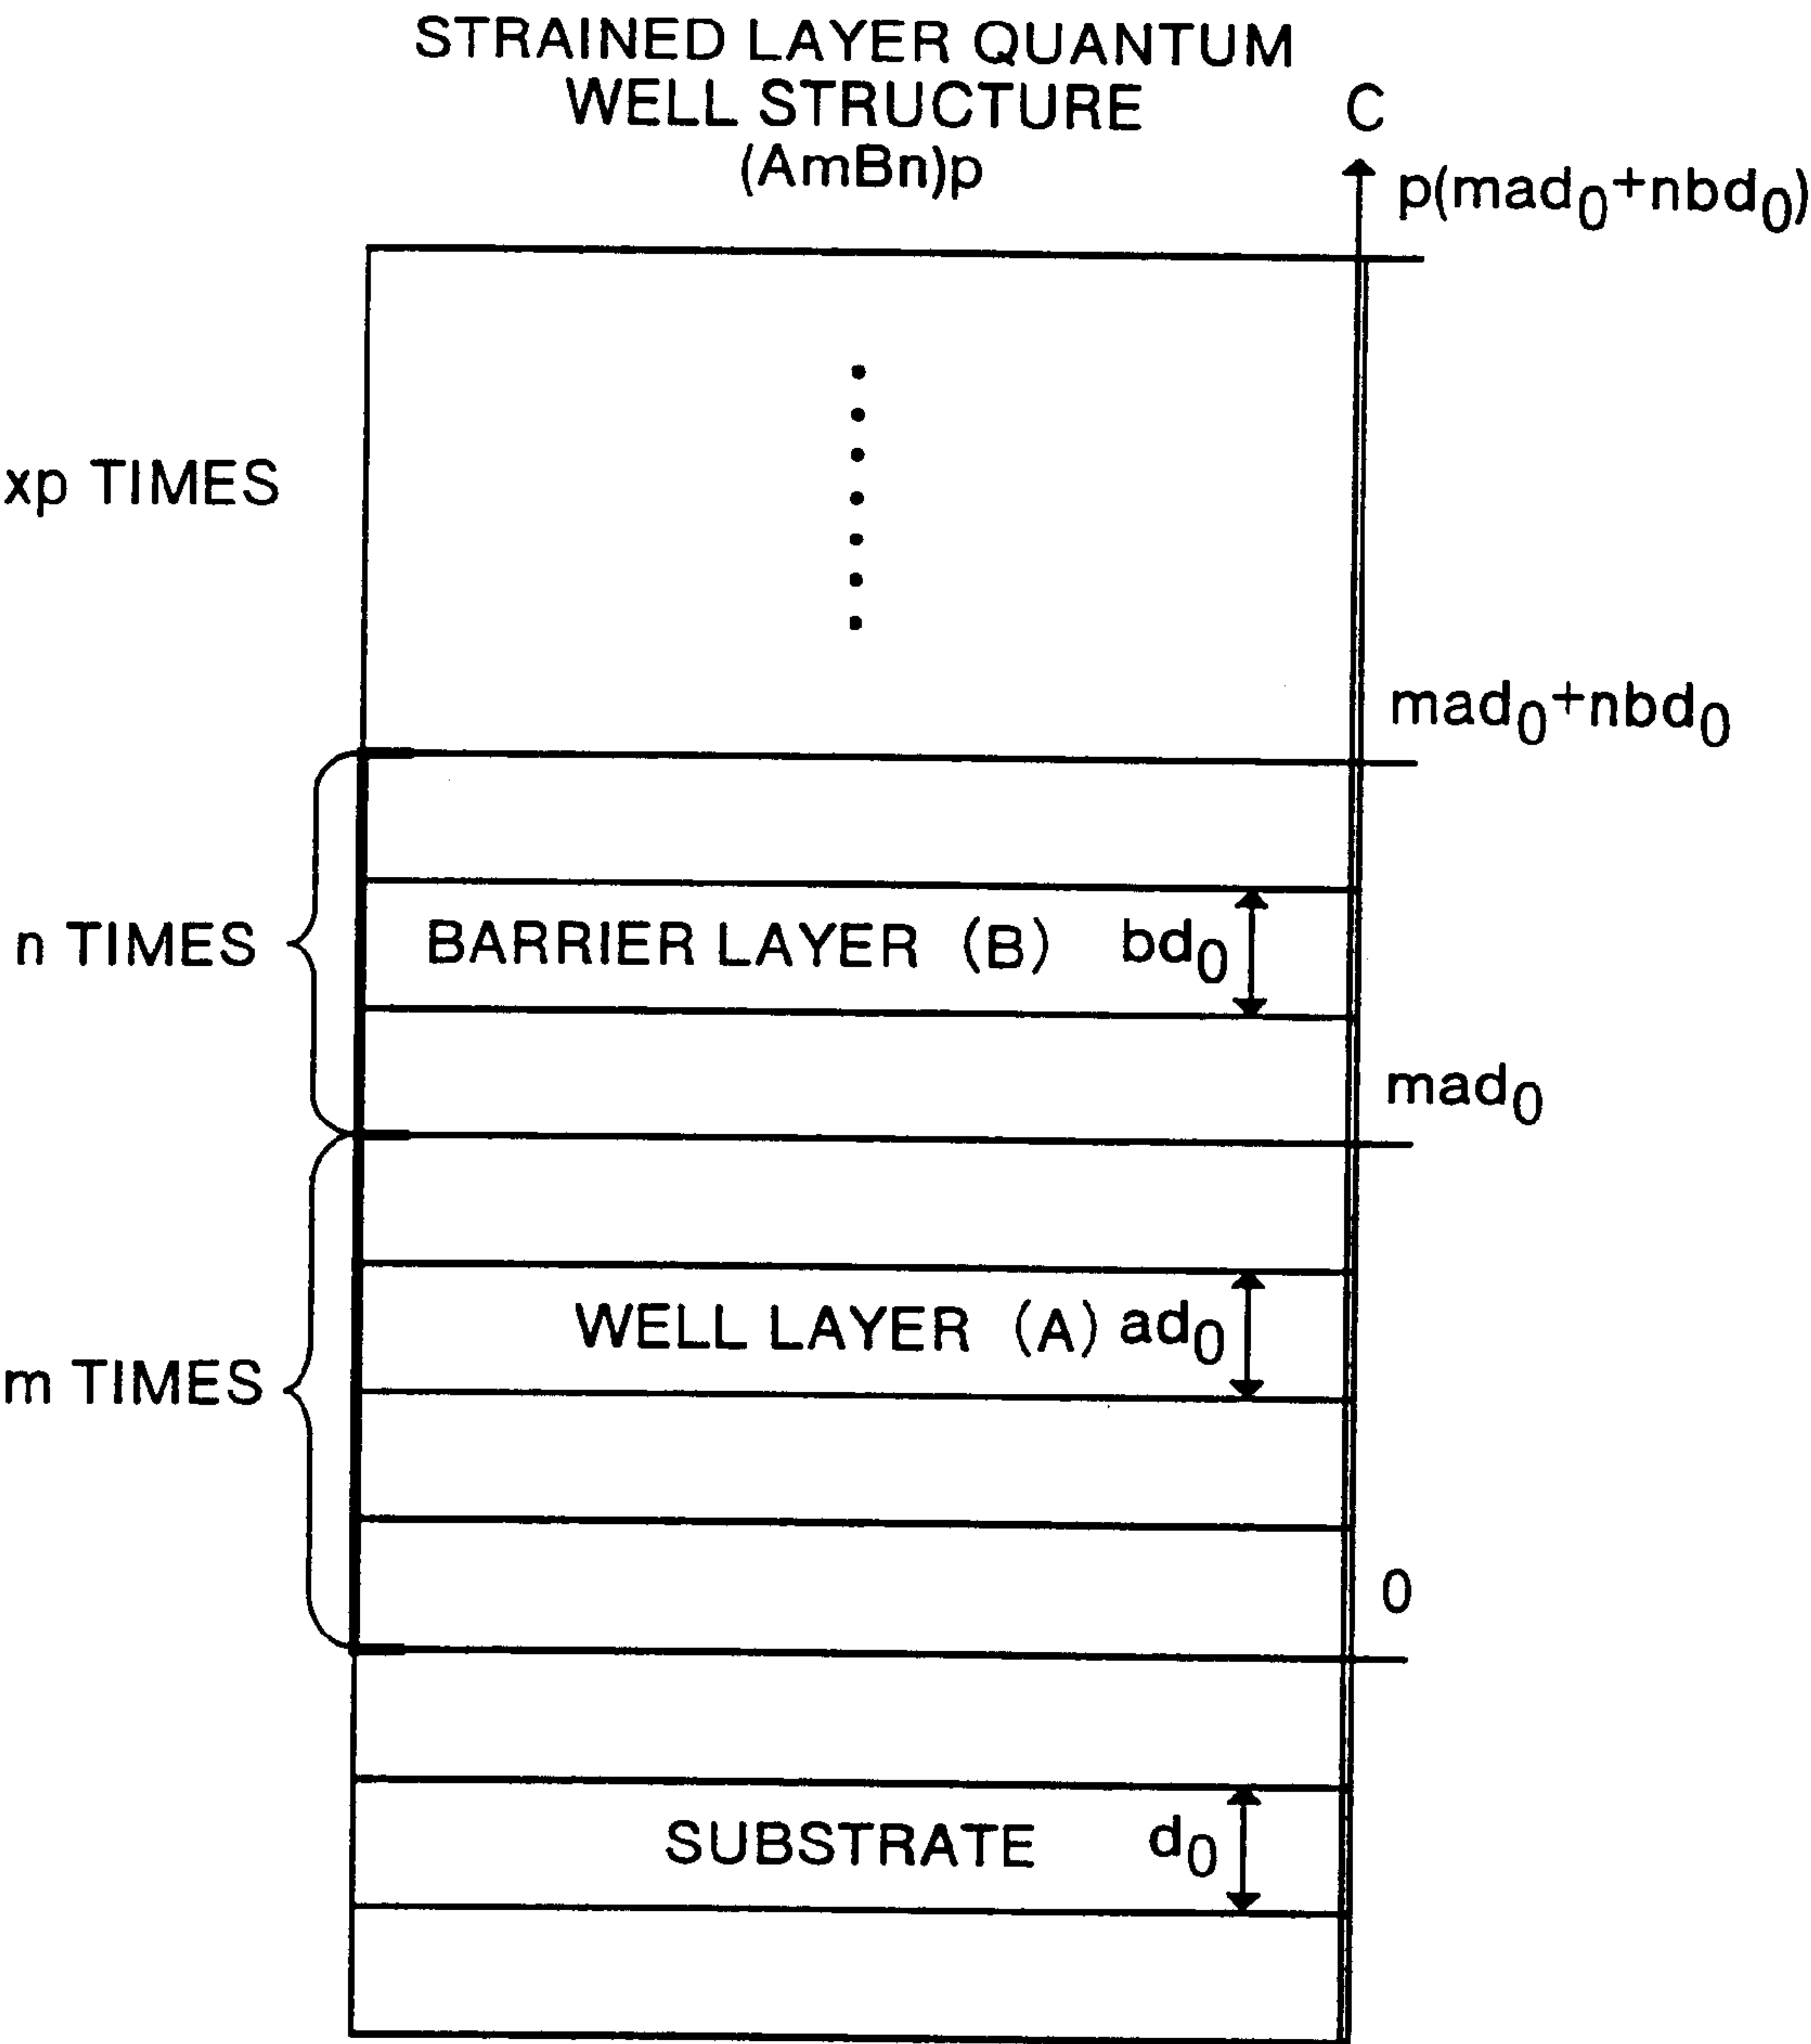 STRAINED LAYER QUANTUM
WELL STRUCTURE
(AmBn)p
C
p(mad₀+nbd₀)
xp TIMES
mad₀+nbd₀
n TIMES
BARRIER LAYER (B) bd₀
mad₀
WELL LAYER (A) ad₀
m TIMES
0
SUBSTRATE d₀